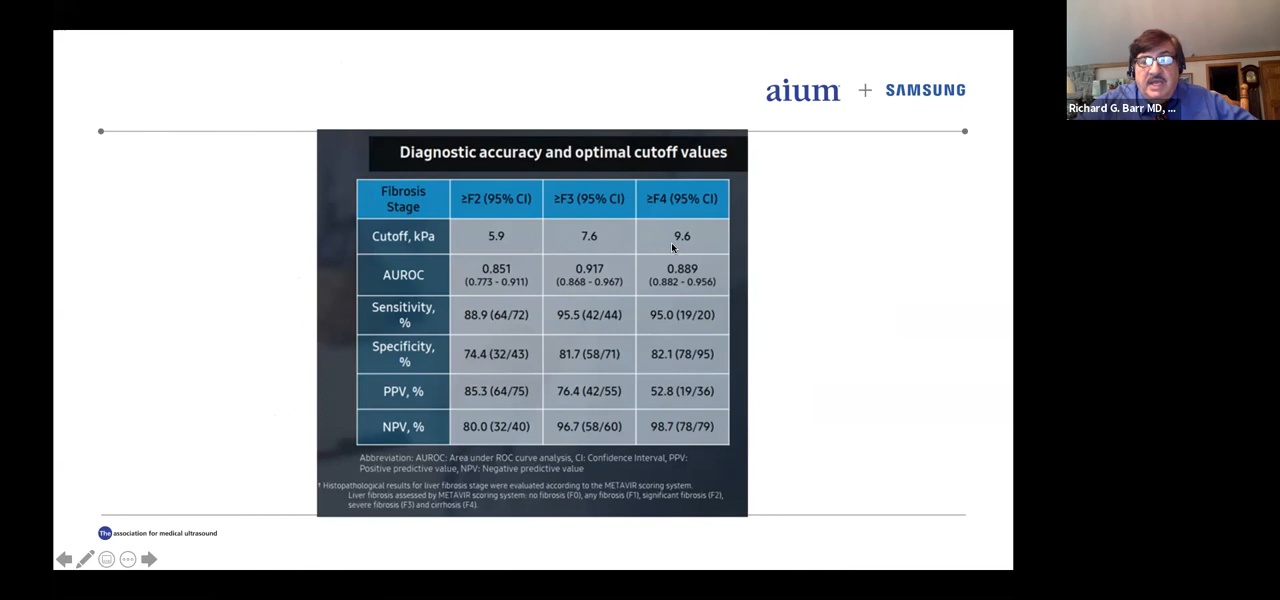 aium + SAMSUNG
Richard G. Barr MD, ...
Diagnostic accuracy and optimal cutoff values
Fibrosis Stage ≥F2 (95% CI) ≥F3 (95% CI) ≥F4 (95% CI)
Cutoff, kPa 5.9 7.6 9.6
AUROC 0.851 0.917 0.889
(0.773 - 0.911) (0.868 - 0.967) (0.882 - 0.956)
Sensitivity, % 88.9 (64/72) 95.5 (42/44) 95.0 (19/20)
Specificity, % 74.4 (32/43) 81.7 (58/71) 82.1 (78/95)
PPV, % 85.3 (64/75) 76.4 (42/55) 52.8 (19/36)
NPV, % 80.0 (32/40) 96.7 (58/60) 98.7 (78/79)
Abbreviation: AUROC: Area under ROC curve analysis, CI: Confidence Interval, PPV:
Positive predictive value, NPV: Negative predictive value
† Histopathological results for liver fibrosis stage were evaluated according to the METAVIR scoring system.
Liver fibrosis assessed by METAVIR scoring system: no fibrosis (F0), any fibrosis (F1), significant fibrosis (F2),
severe fibrosis (F3) and cirrhosis (F4).
The association for medical ultrasound